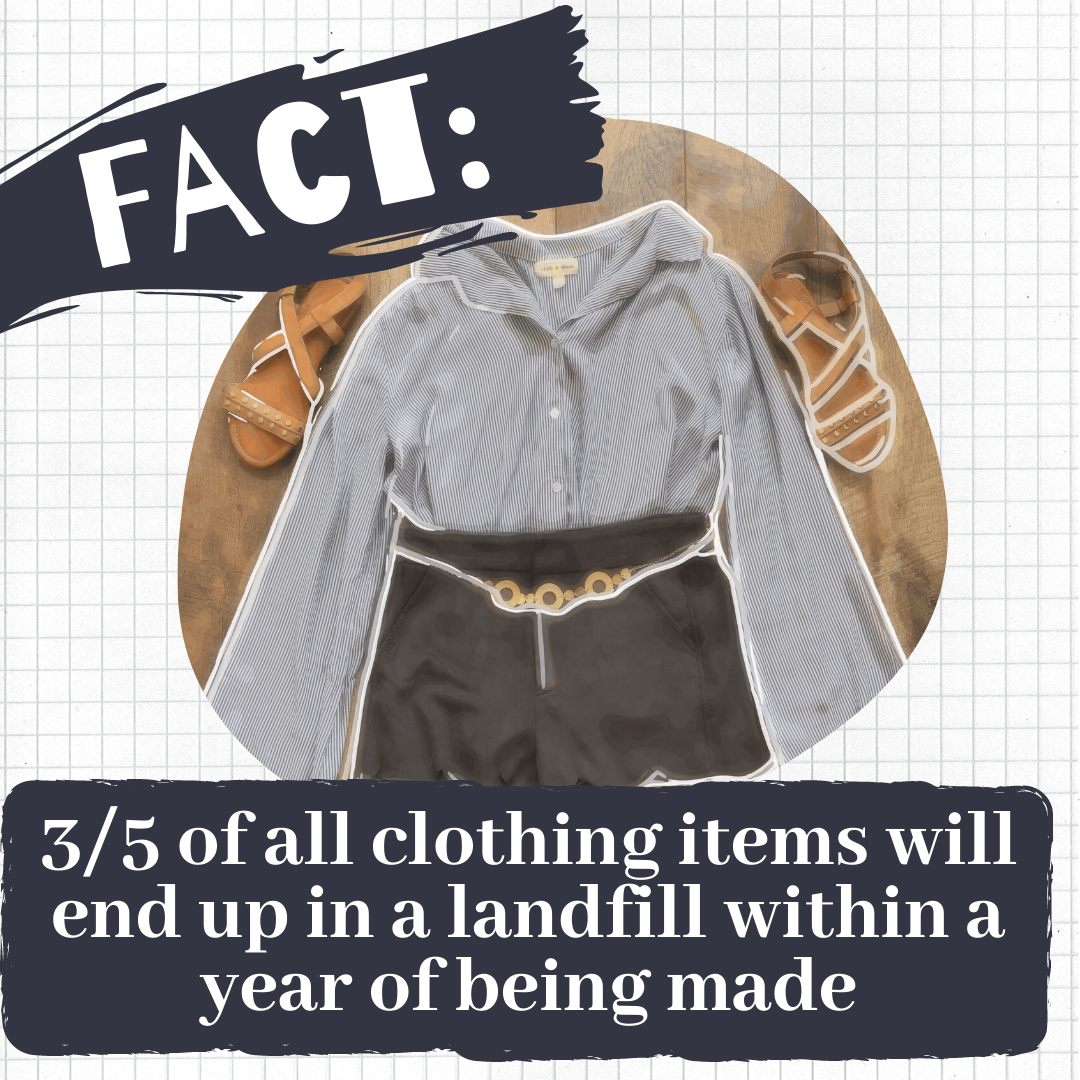 FACT:
3/5 of all clothing items will
end up in a landfill within a
year of being made